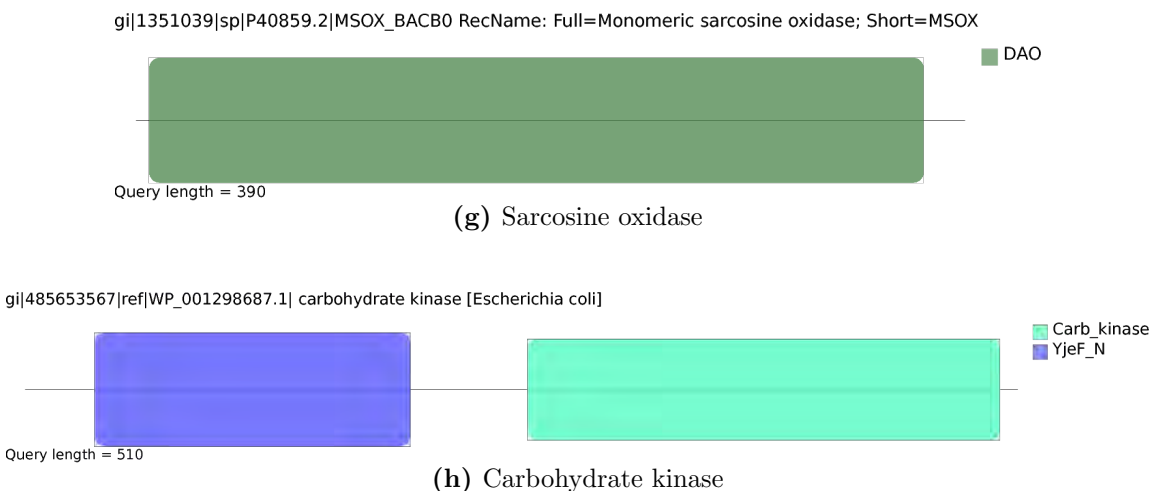 gi|1351039|sp|P40859.2|MSOX_BACB0 RecName: Full=Monomeric sarcosine oxidase; Short=MSOX
DAO
Query length = 390
(g) Sarcosine oxidase
gi|485653567|ref|WP_001298687.1| carbohydrate kinase [Escherichia coli]
Carb_kinase
YjeF_N
Query length = 510
(h) Carbohydrate kinase